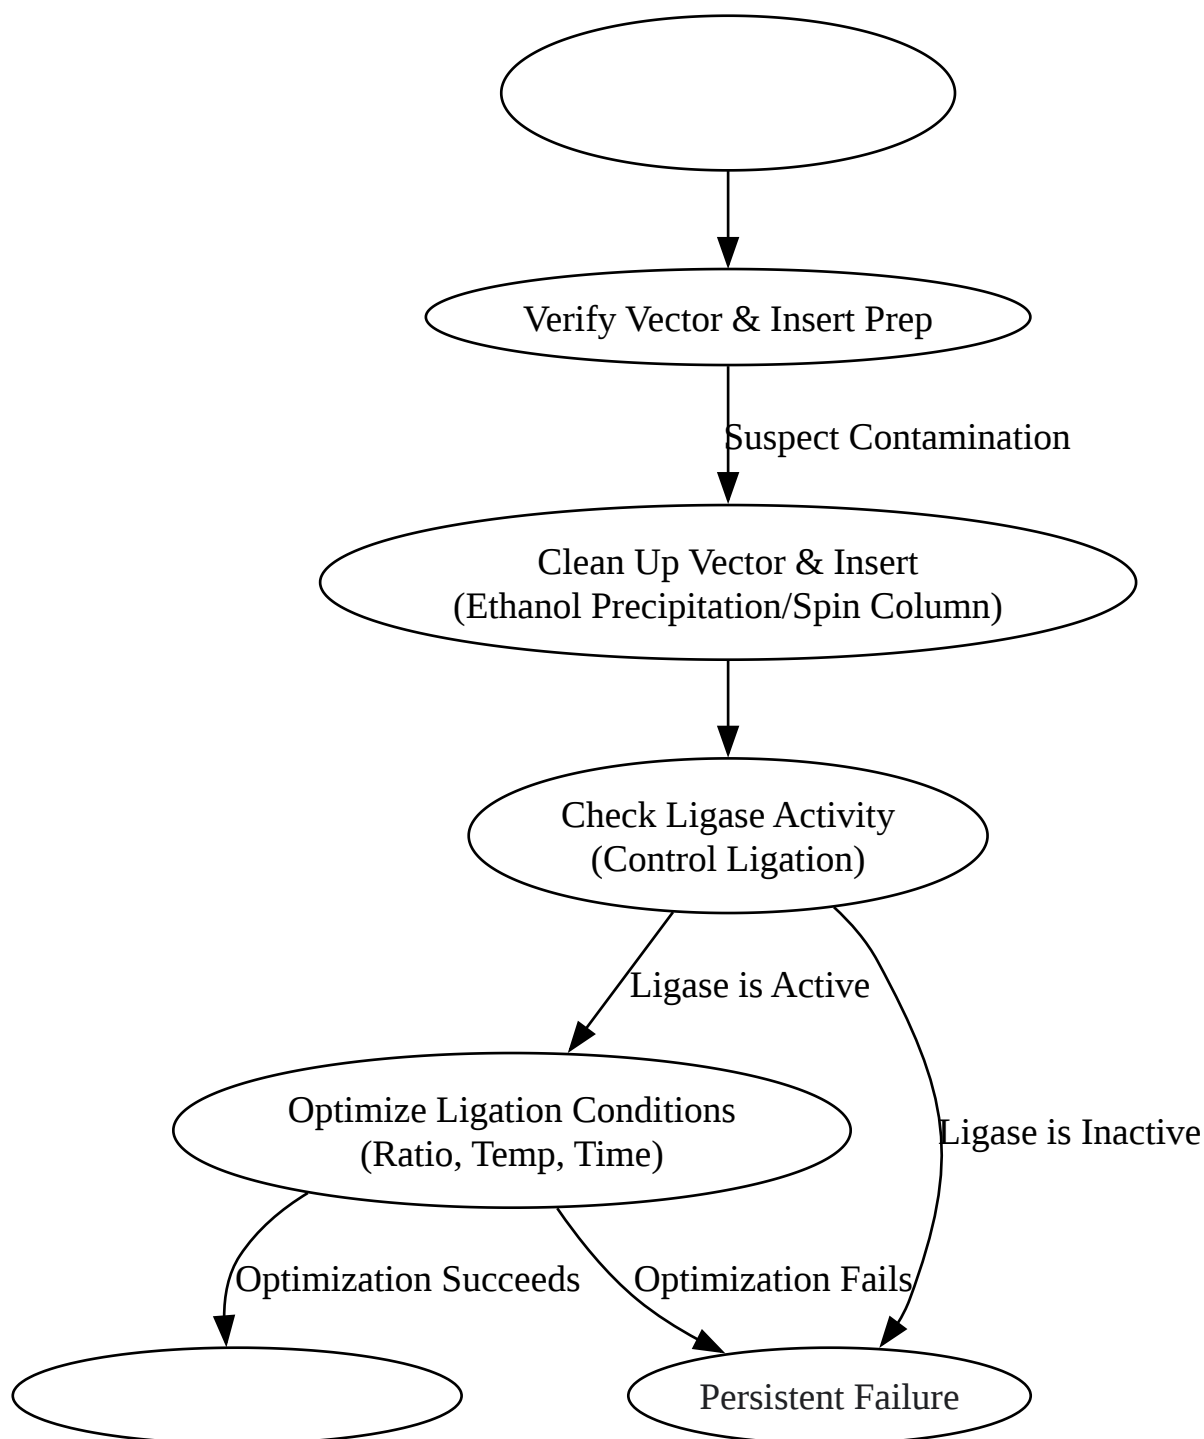 Verify Vector & Insert Prep
Suspect Contamination
Clean Up Vector & Insert
(Ethanol Precipitation/Spin Column)
Check Ligase Activity
(Control Ligation)
Ligase is Active
Optimize Ligation Conditions
(Ratio, Temp, Time)
Ligase is Inactive
Optimization Succeeds
Optimization Fails
Persistent Failure